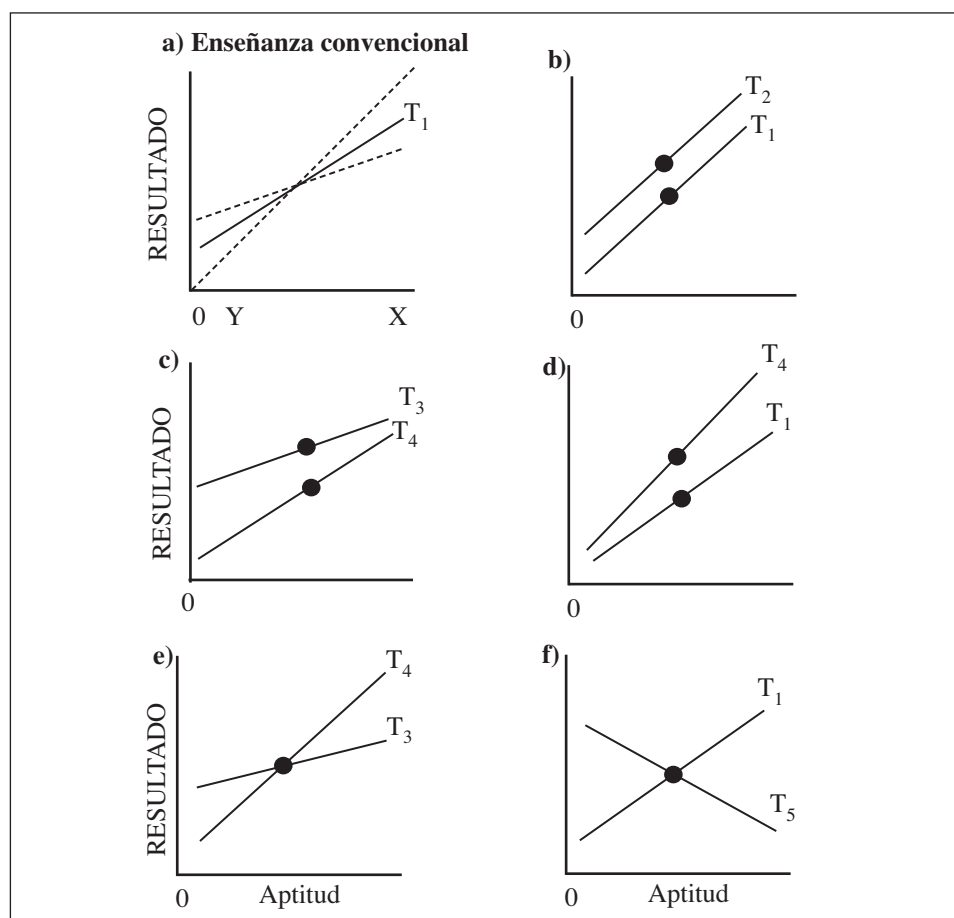 a) Enseñanza convencional
RESULTADO
T1
0 Y X
b)
T2
T1
0
c)
RESULTADO
T3
T4
0
d)
T4
T1
0
e)
RESULTADO
T4
T3
0 Aptitud
f)
T1
T5
0 Aptitud